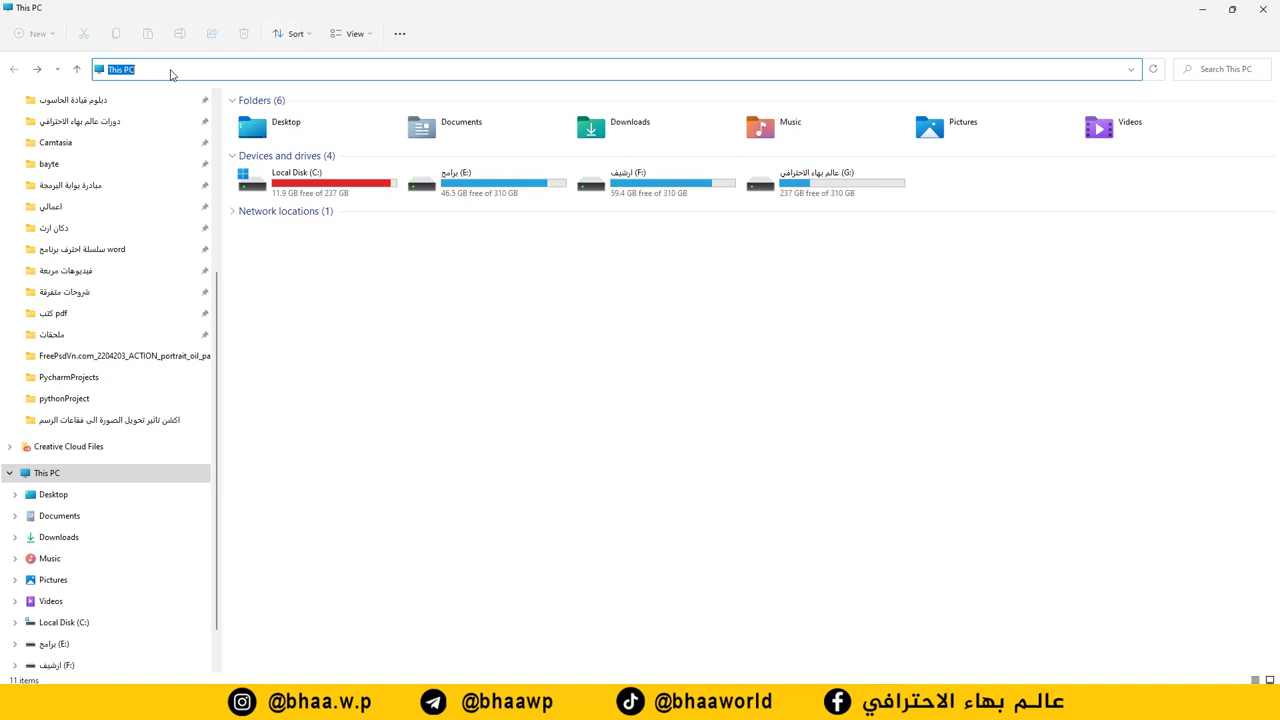 This PC
New
Sort
View
This PC
Search This PC
دبلوم قيادة الحاسوب
دورات عالم بهاء الاحترافي
Camtasia
bayte
مبادرة بوابة البرمجة
اعمالي
دكان ارت
سلسلة احترف برنامج word
فيديوهات مربعة
شروحات متفرقة
كتب pdf
ملحقات
FreePsdVn.com_2204203_ACTION_portrait_oil_pa
PycharmProjects
pythonProject
اكشن تاثير تحويل الصورة الى فقاعات الرسم
Creative Cloud Files
This PC
Desktop
Documents
Downloads
Music
Pictures
Videos
Local Disk (C:)
برامج (E:)
ارشيف (F:)
11 items
Folders (6)
Desktop
Documents
Downloads
Music
Pictures
Videos
Devices and drives (4)
Local Disk (C:)
11.9 GB free of 237 GB
برامج (E:)
46.5 GB free of 310 GB
ارشيف (F:)
59.4 GB free of 310 GB
عالم بهاء الاحترافي (G:)
237 GB free of 310 GB
Network locations (1)
@bhaa.w.p
@bhaawp
@bhaaworld
عالم بهاء الاحترافي